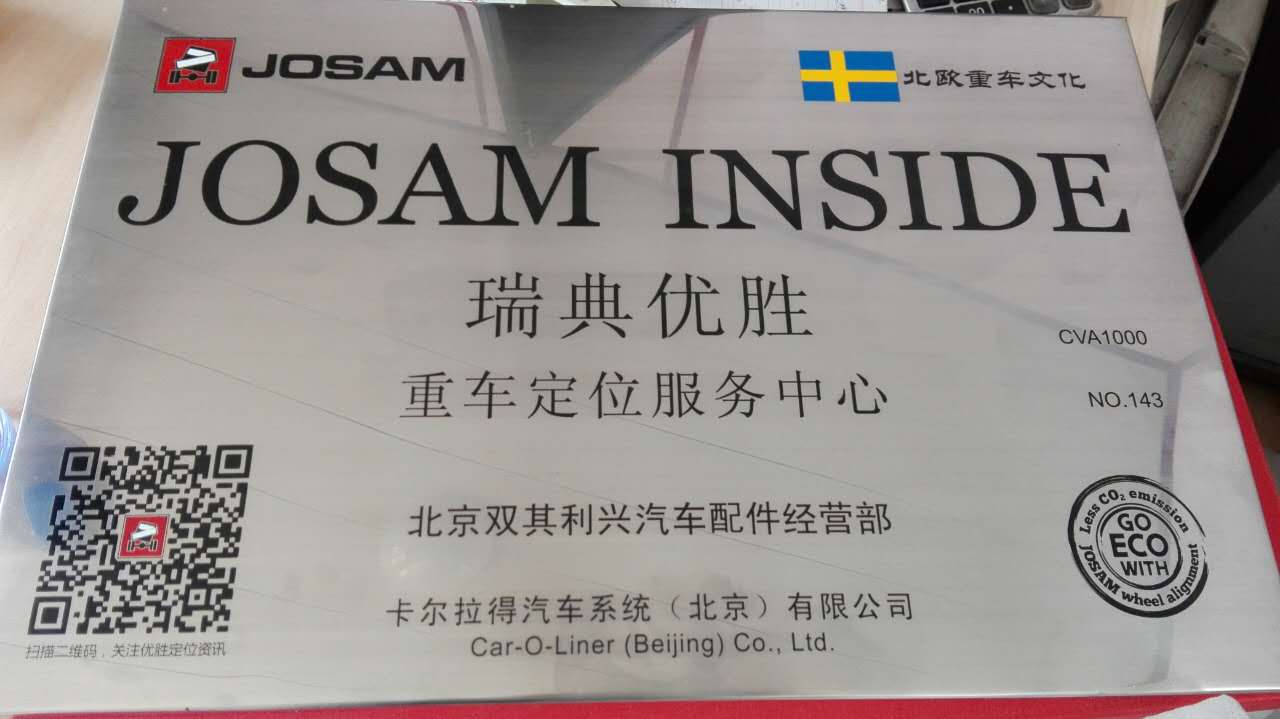 JOSAM
北欧重车文化
JOSAM INSIDE
瑞典优胜
CVA1000
重车定位服务中心
NO.143
北京双其利兴汽车配件经营部
Less CO₂ emission
GO
ECO
WITH
JOSAM wheel alignment
卡尔拉得汽车系统（北京）有限公司
Car-O-Liner (Beijing) Co., Ltd.
扫描二维码，关注优胜定位资讯